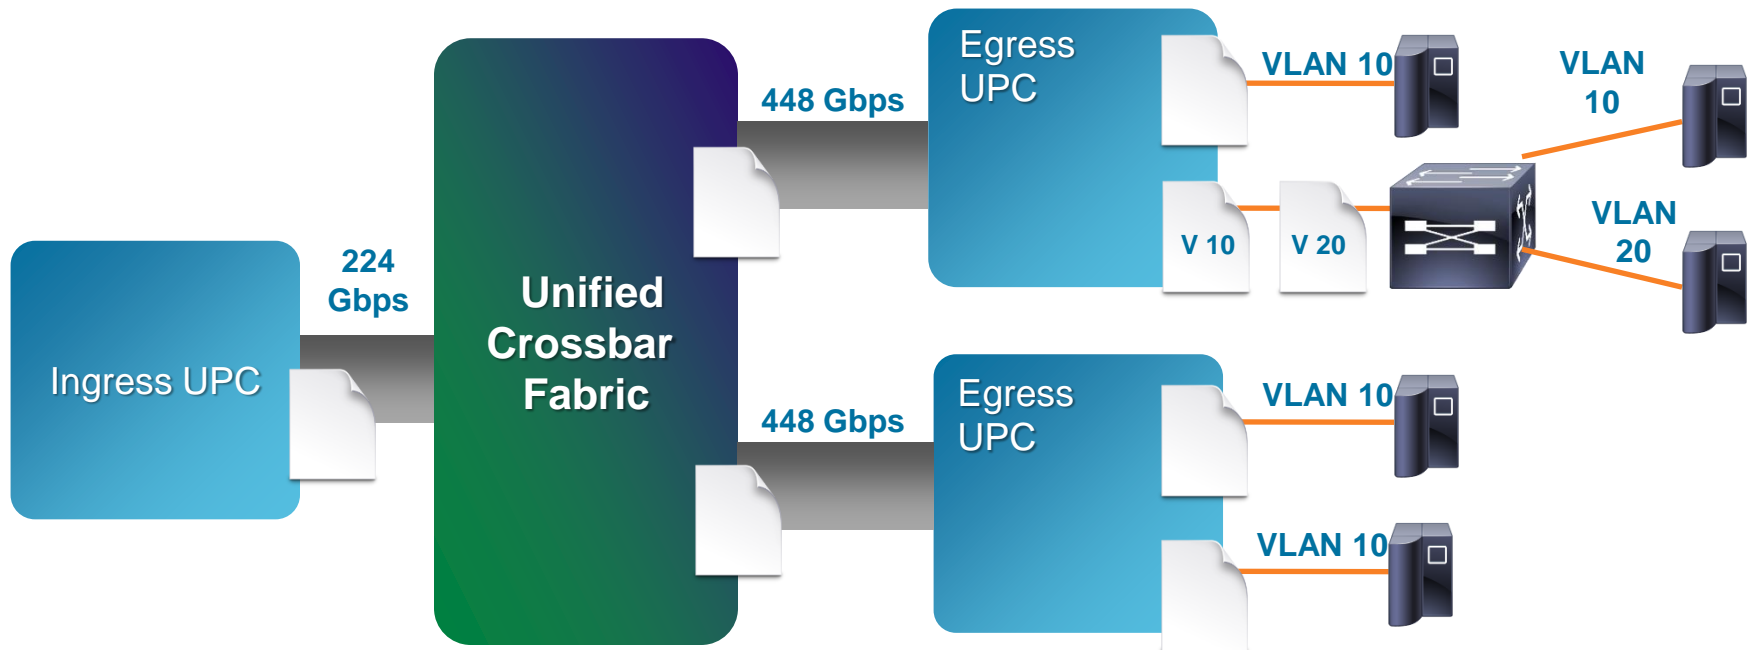 Ingress UPC
224
Gbps
Unified
Crossbar
Fabric
448 Gbps
Egress
UPC
VLAN 10
V 10
V 20
VLAN
10
VLAN
20
448 Gbps
Egress
UPC
VLAN 10
VLAN 10